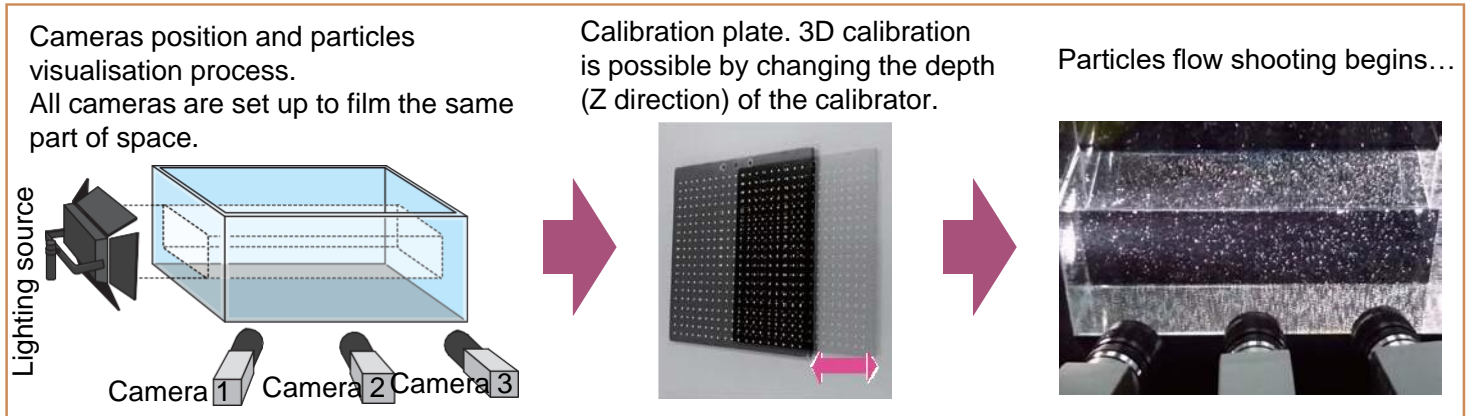 Cameras position and particles
visualisation process.
All cameras are set up to film the same
part of space.
Lighting source
Camera 1
Camera 2
Camera 3
Calibration plate. 3D calibration
is possible by changing the depth
(Z direction) of the calibrator.
Particles flow shooting begins…